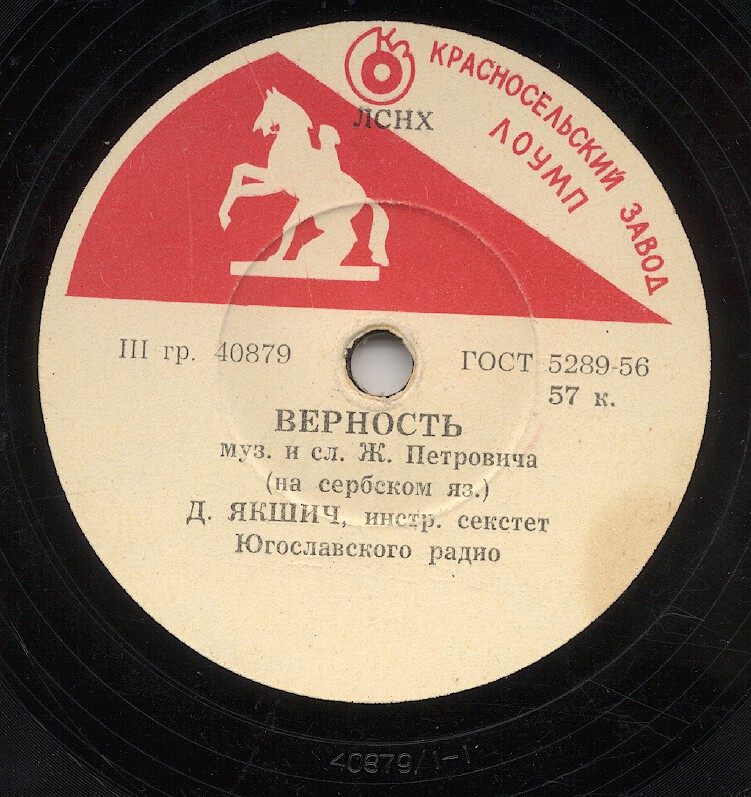 КЗ
КРАСНОСЕЛЬСКИЙ ЗАВОД
ЛОУМП
ЛСНХ
III гр. 40879
ГОСТ 5289-56
57 к.
ВЕРНОСТЬ
муз. и сл. Ж. Петровича
(на сербском яз.)
Д. ЯКШИЧ, инстр. секстет
Югославского радио
40879/1-1